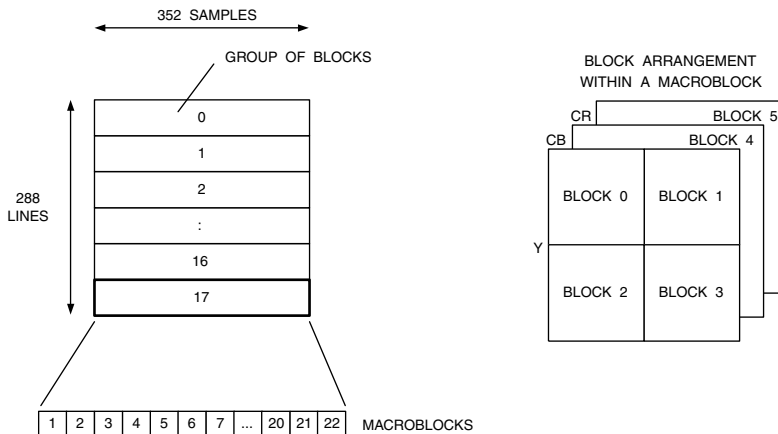 352 SAMPLES
GROUP OF BLOCKS
288
LINES
0
1
2
:
16
17
1 2 3 4 5 6 7 ... 20 21 22 MACROBLOCKS
BLOCK ARRANGEMENT
WITHIN A MACROBLOCK
CR BLOCK 5
CB BLOCK 4
BLOCK 0 BLOCK 1
Y
BLOCK 2 BLOCK 3